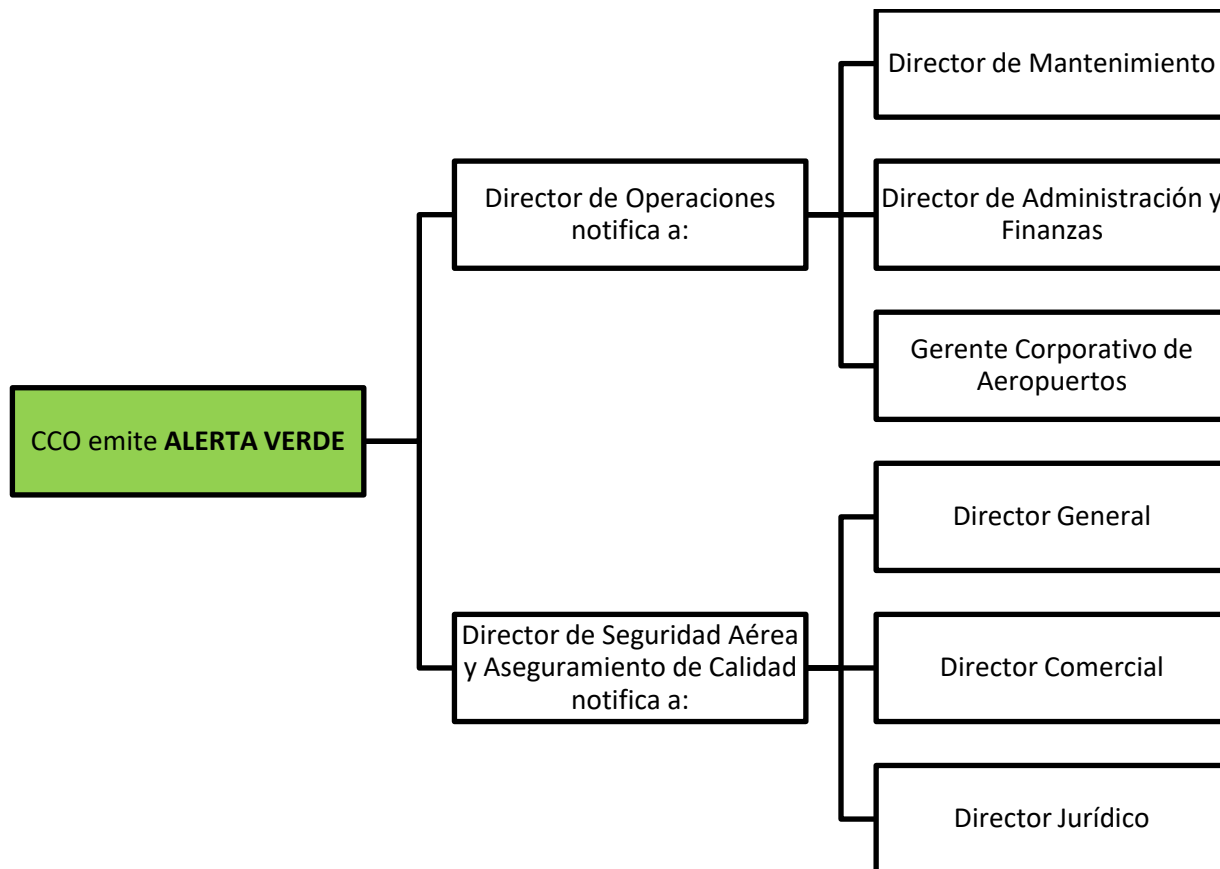 CCO emite ALERTA VERDE
Director de Operaciones
notifica a:
Director de Mantenimiento
Director de Administración y
Finanzas
Gerente Corporativo de
Aeropuertos
Director de Seguridad Aérea
y Aseguramiento de Calidad
notifica a:
Director General
Director Comercial
Director Jurídico